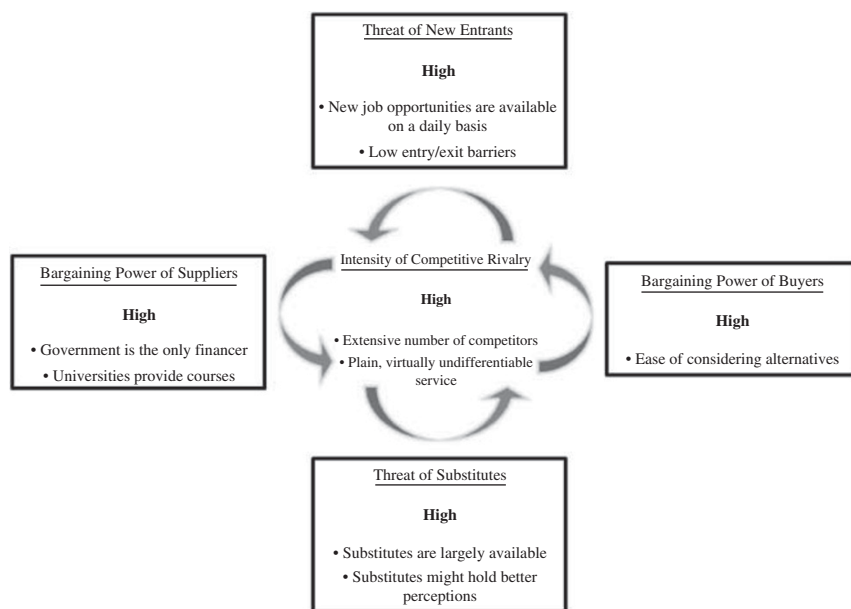 Threat of New Entrants
High
• New job opportunities are available
on a daily basis
• Low entry/exit barriers
Bargaining Power of Suppliers
High
• Government is the only financer
• Universities provide courses
Intensity of Competitive Rivalry
High
• Extensive number of competitors
• Plain, virtually undifferentiable
service
Bargaining Power of Buyers
High
• Ease of considering alternatives
Threat of Substitutes
High
• Substitutes are largely available
• Substitutes might hold better
perceptions